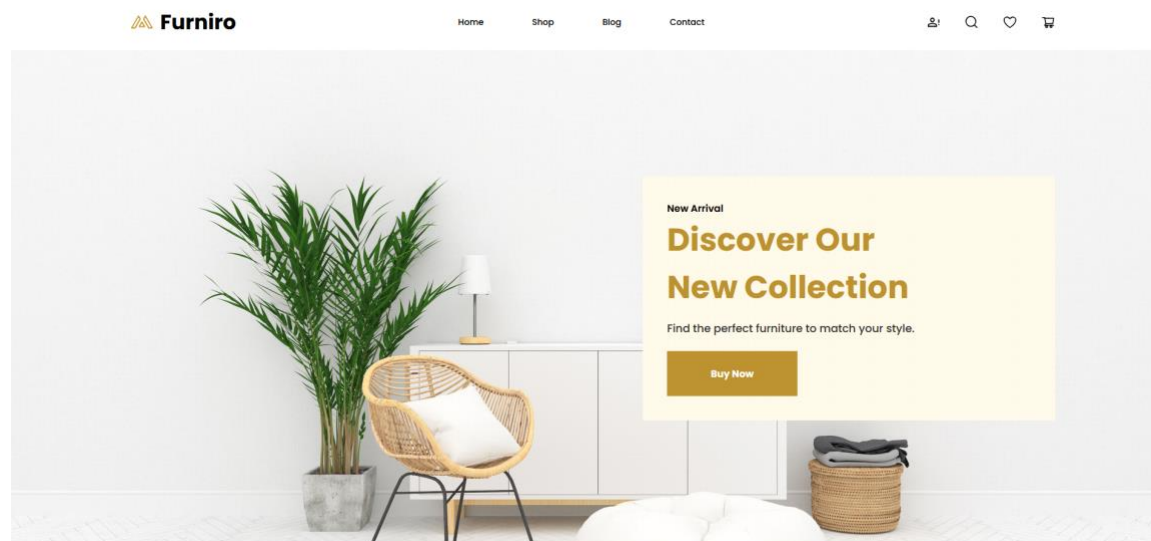 Furniro
Home Shop Blog Contact
New Arrival
Discover Our
New Collection
Find the perfect furniture to match your style.
Buy Now